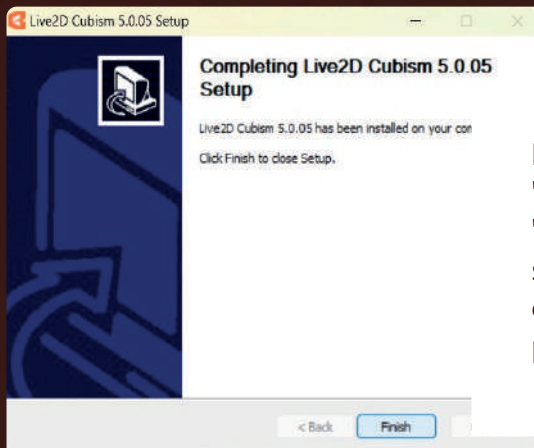 Live2D Cubism 5.0.05 Setup
Completing Live2D Cubism 5.0.05
Setup
Live2D Cubism 5.0.05 has been installed on your
Click Finish to close Setup.
< Back
Finish